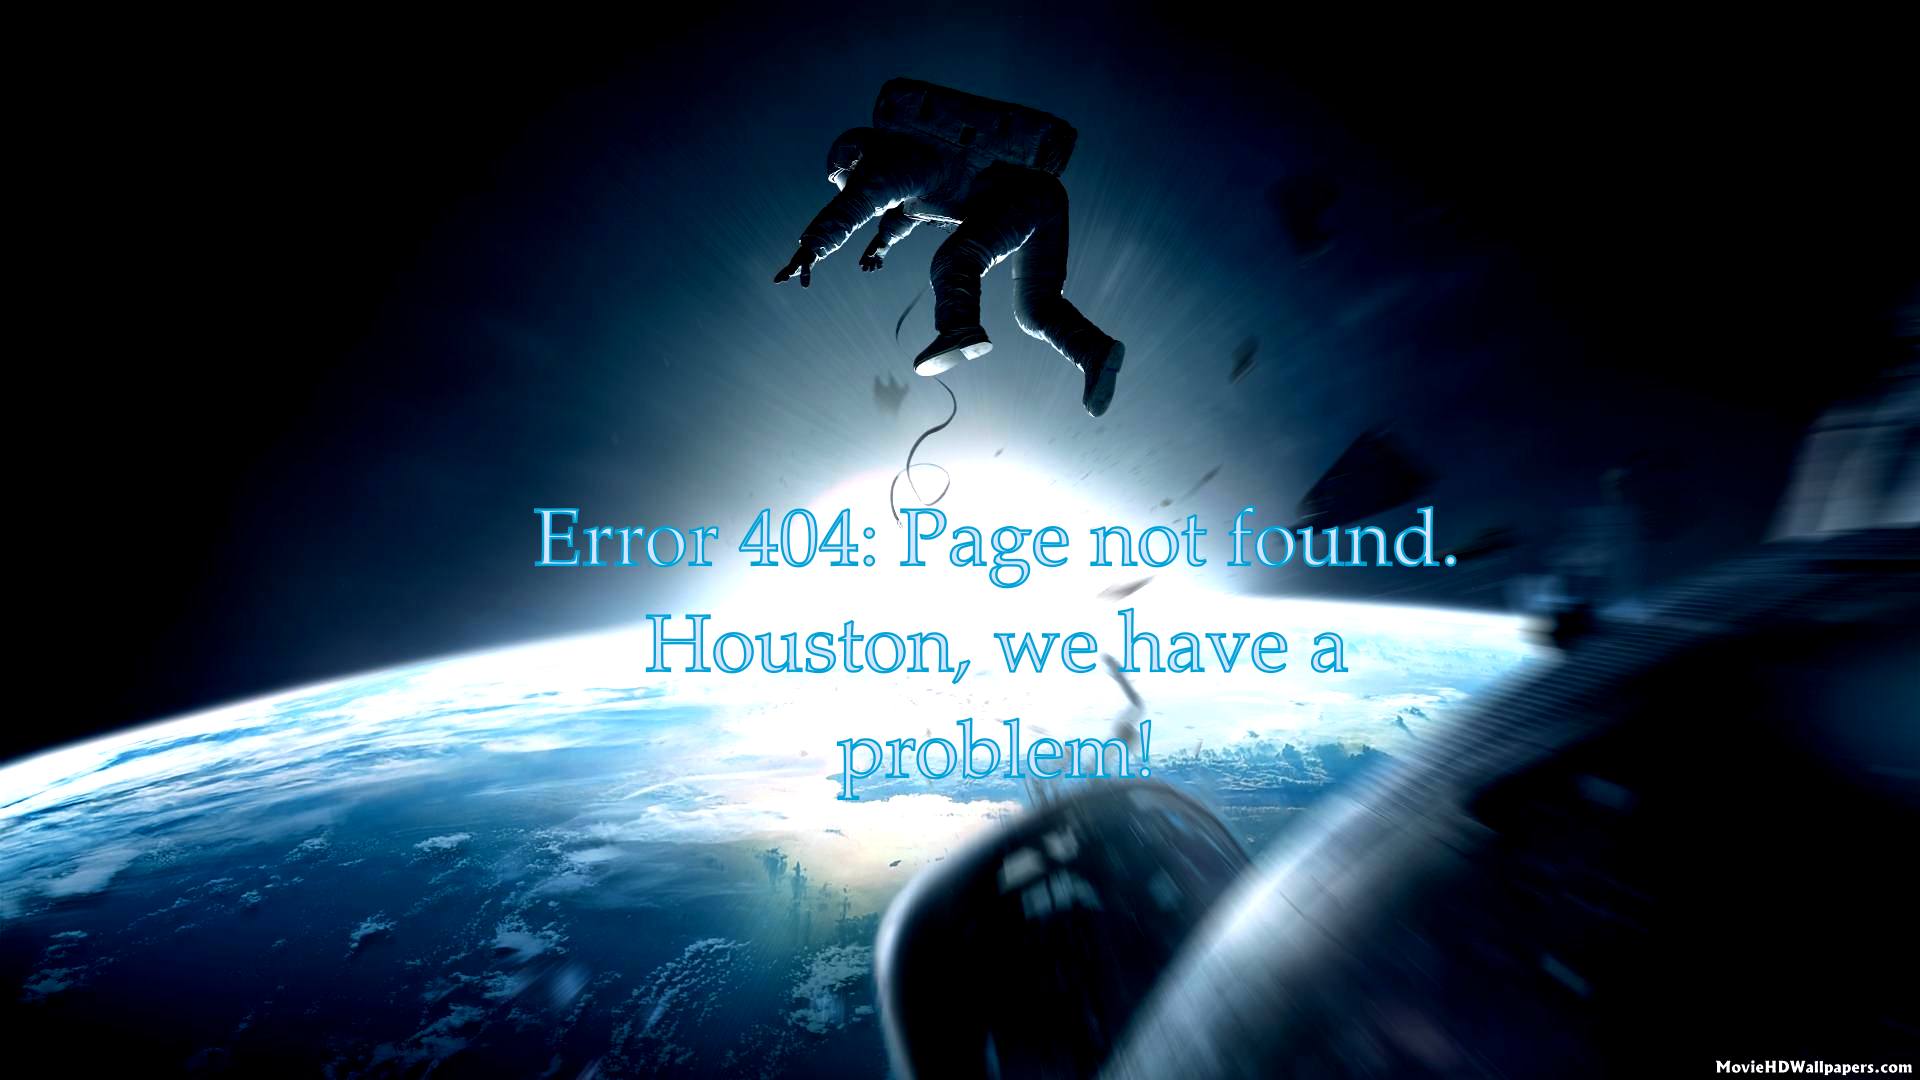 Error 404: Page not found.
Houston, we have a
problem!
MovieHDWallpapers.com